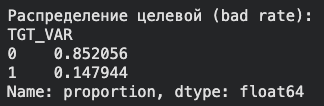 Распределение целевой (bad rate):
TGT_VAR
0    0.852056
1    0.147944
Name: proportion, dtype: float64